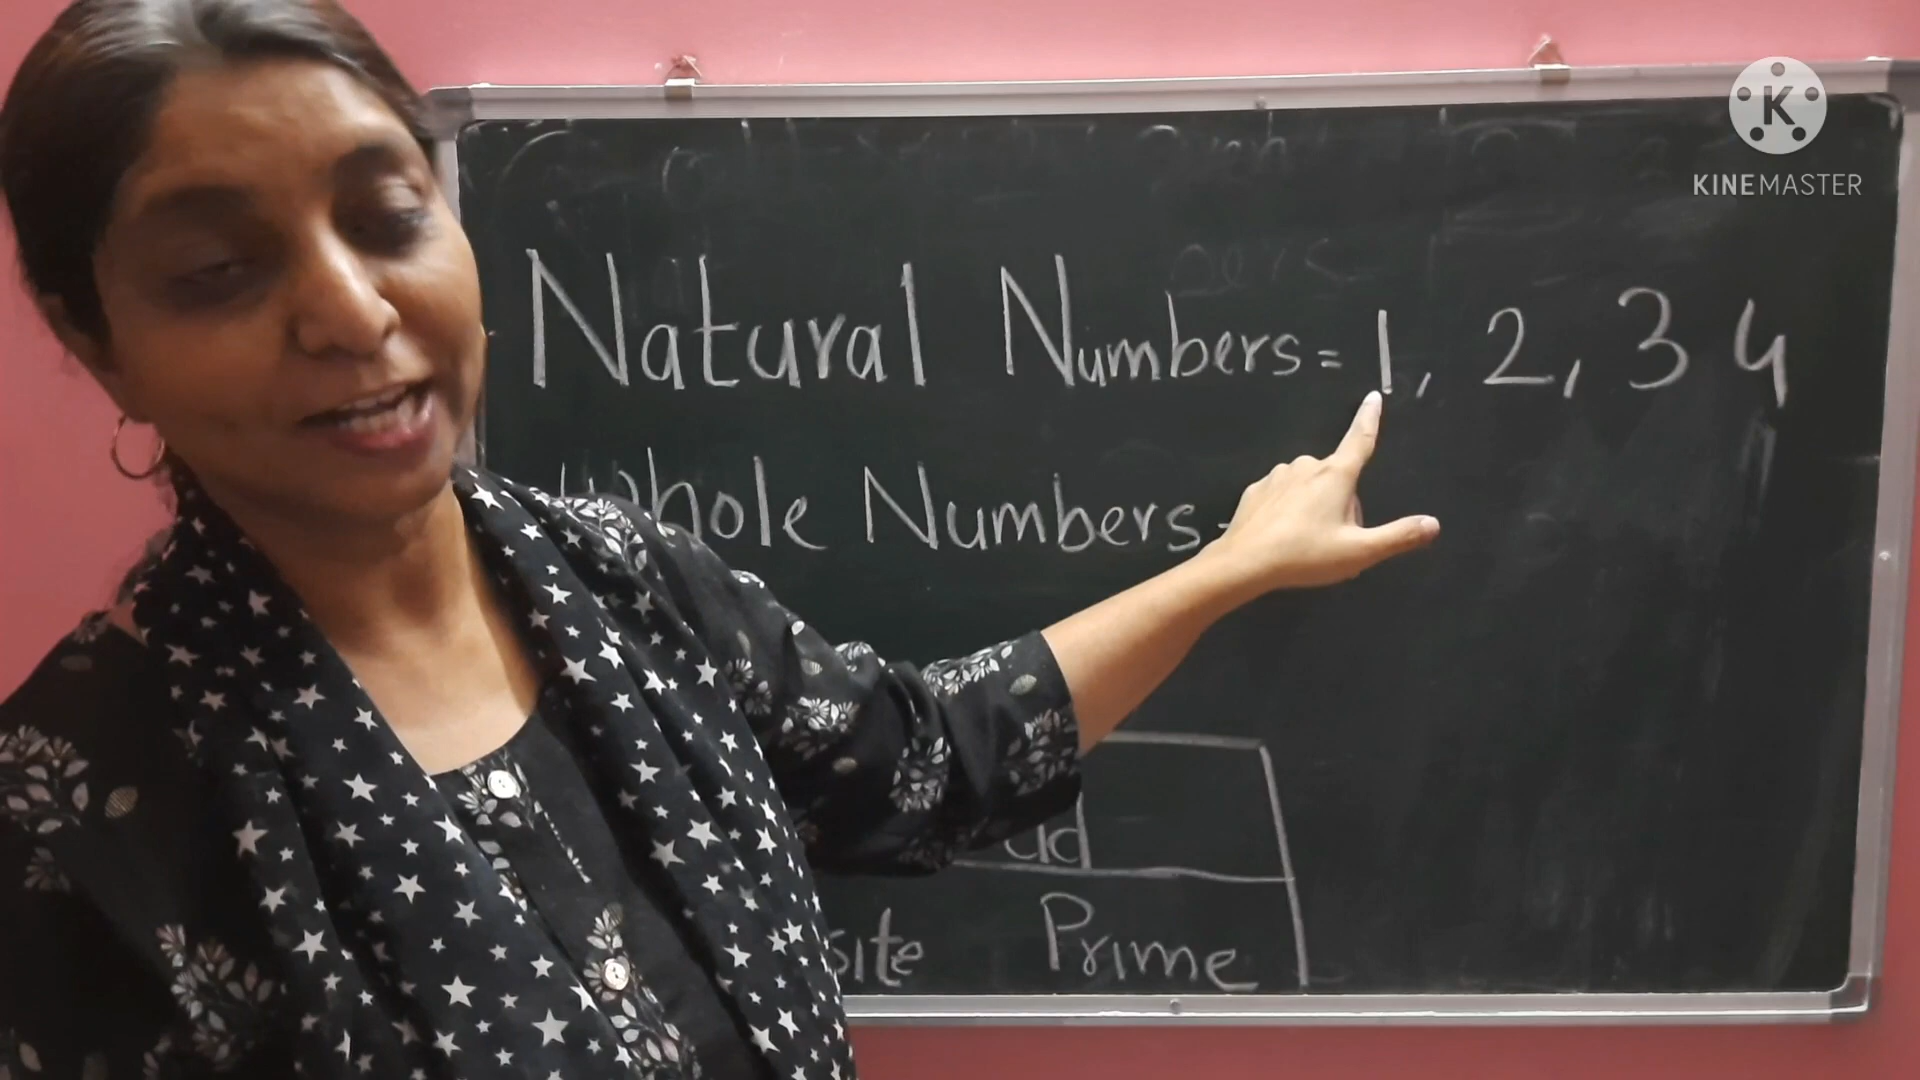 K
KINEMASTER
Natural Numbers = 1, 2, 3 4
Whole Numbers -
Prime